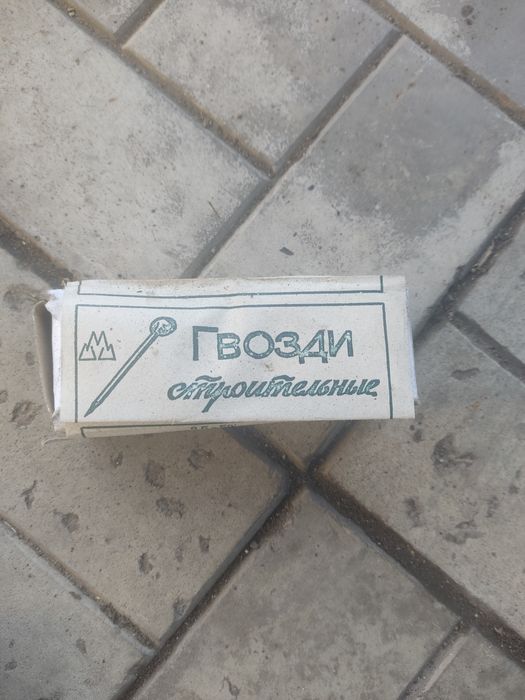 Гвозди
строительные